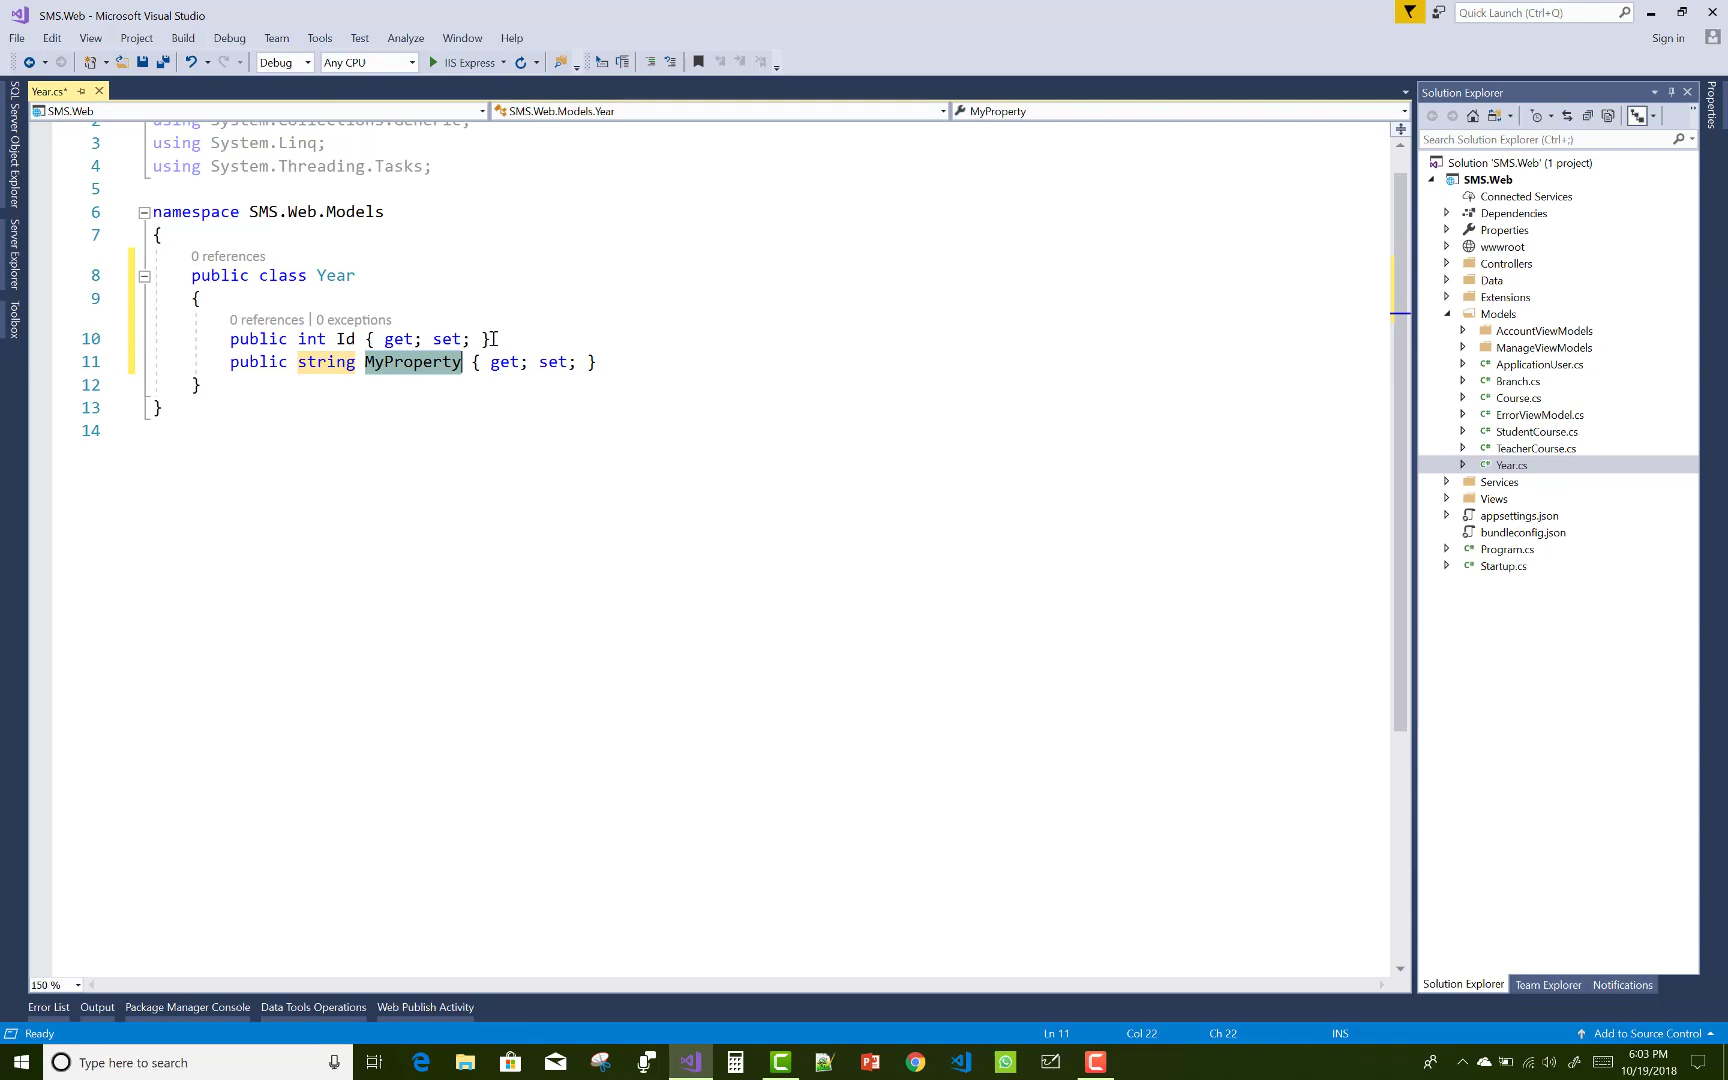 SMS.Web - Microsoft Visual Studio
Quick Launch (Ctrl+Q)
File Edit View Project Build Debug Team Tools Test Analyze Window Help
Sign in
Debug Any CPU IIS Express
Year.cs*
SMS.Web SMS.Web.Models.Year MyProperty
SQL Server Object Explorer
Server Explorer
Toolbox
2 using System.Collections.Generic;
3 using System.Linq;
4 using System.Threading.Tasks;
5
6 namespace SMS.Web.Models
7 {
0 references
8 public class Year
9 {
0 references | 0 exceptions
10 public int Id { get; set; }
11 public string MyProperty { get; set; }
12 }
13 }
14
150 %
Solution Explorer
Search Solution Explorer (Ctrl+;)
Solution 'SMS.Web' (1 project)
SMS.Web
Connected Services
Dependencies
Properties
wwwroot
Controllers
Data
Extensions
Models
AccountViewModels
ManageViewModels
ApplicationUser.cs
Branch.cs
Course.cs
ErrorViewModel.cs
StudentCourse.cs
TeacherCourse.cs
Year.cs
Services
Views
appsettings.json
bundleconfig.json
Program.cs
Startup.cs
Solution Explorer Team Explorer Notifications
Properties
Error List Output Package Manager Console Data Tools Operations Web Publish Activity
Ready Ln 11 Col 22 Ch 22 INS Add to Source Control
Type here to search
6:03 PM
10/19/2018